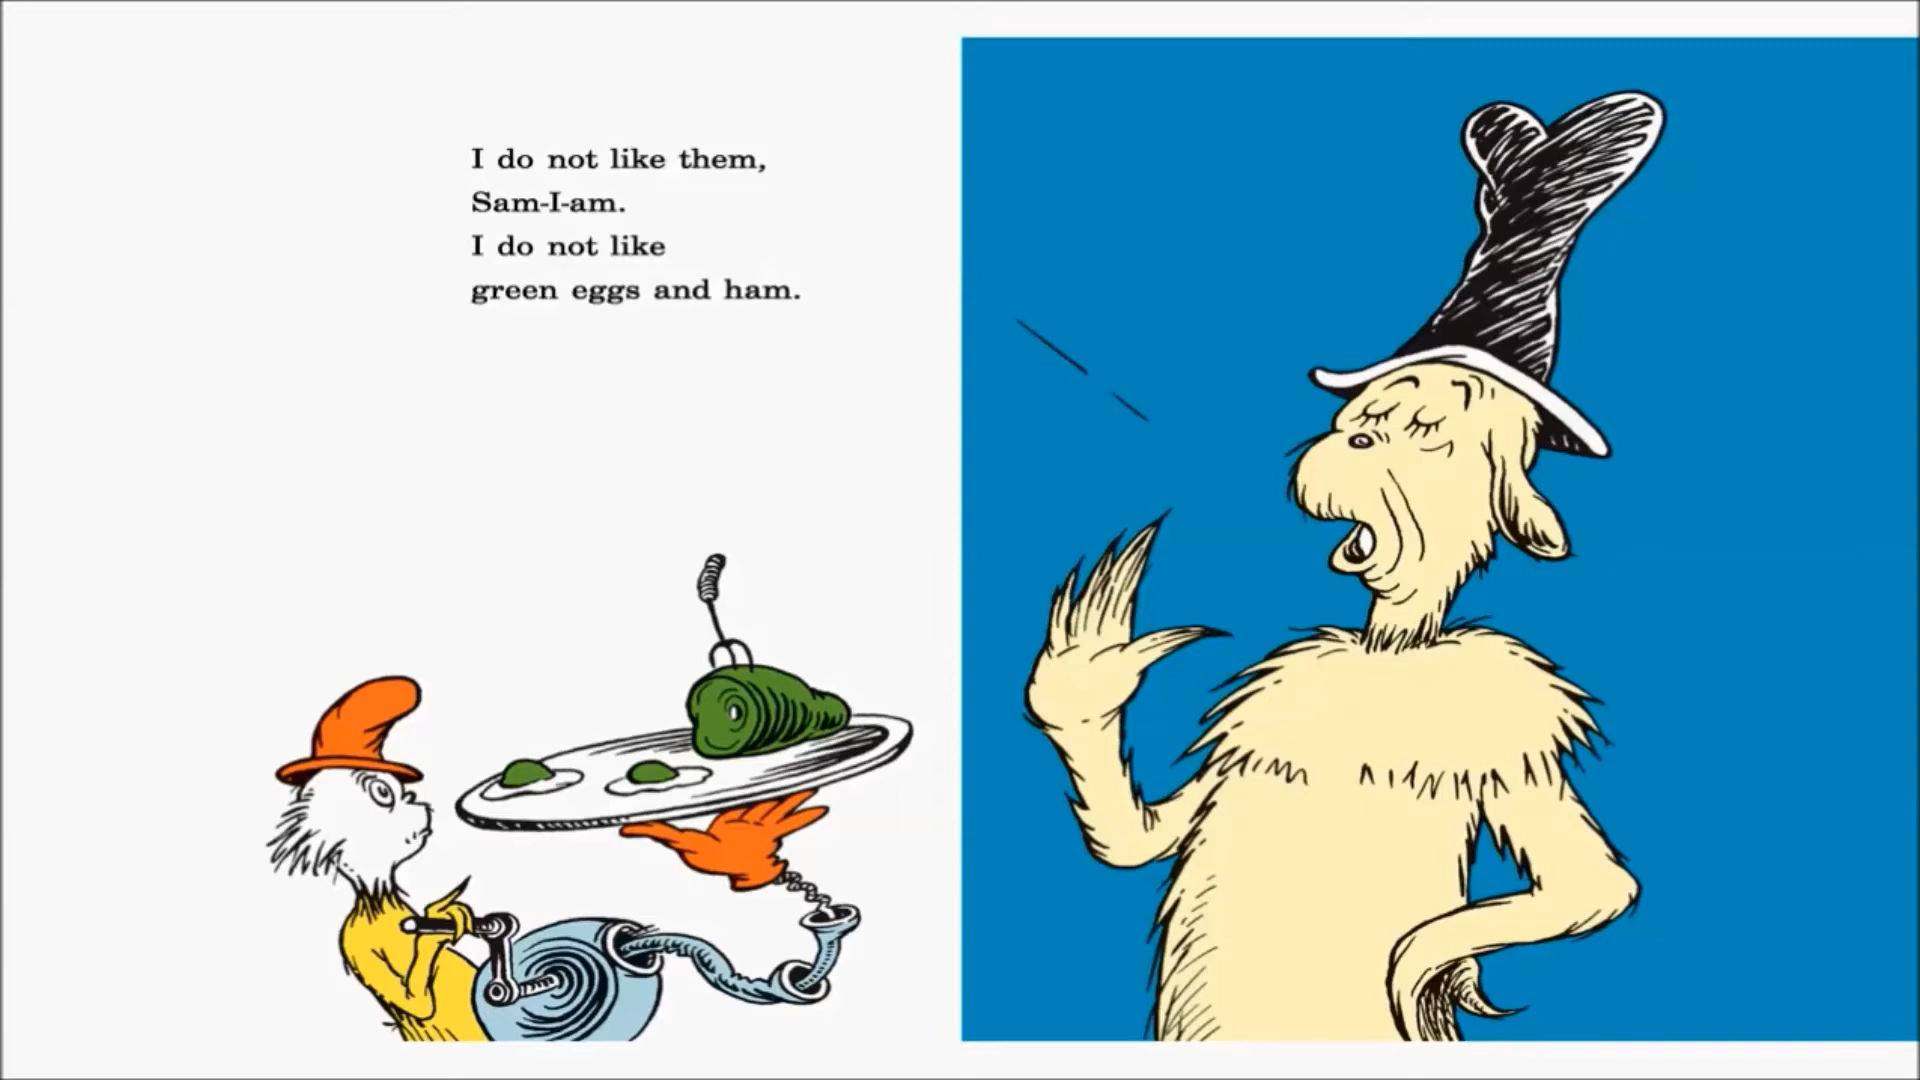 I do not like them,
Sam-I-am.
I do not like
green eggs and ham.